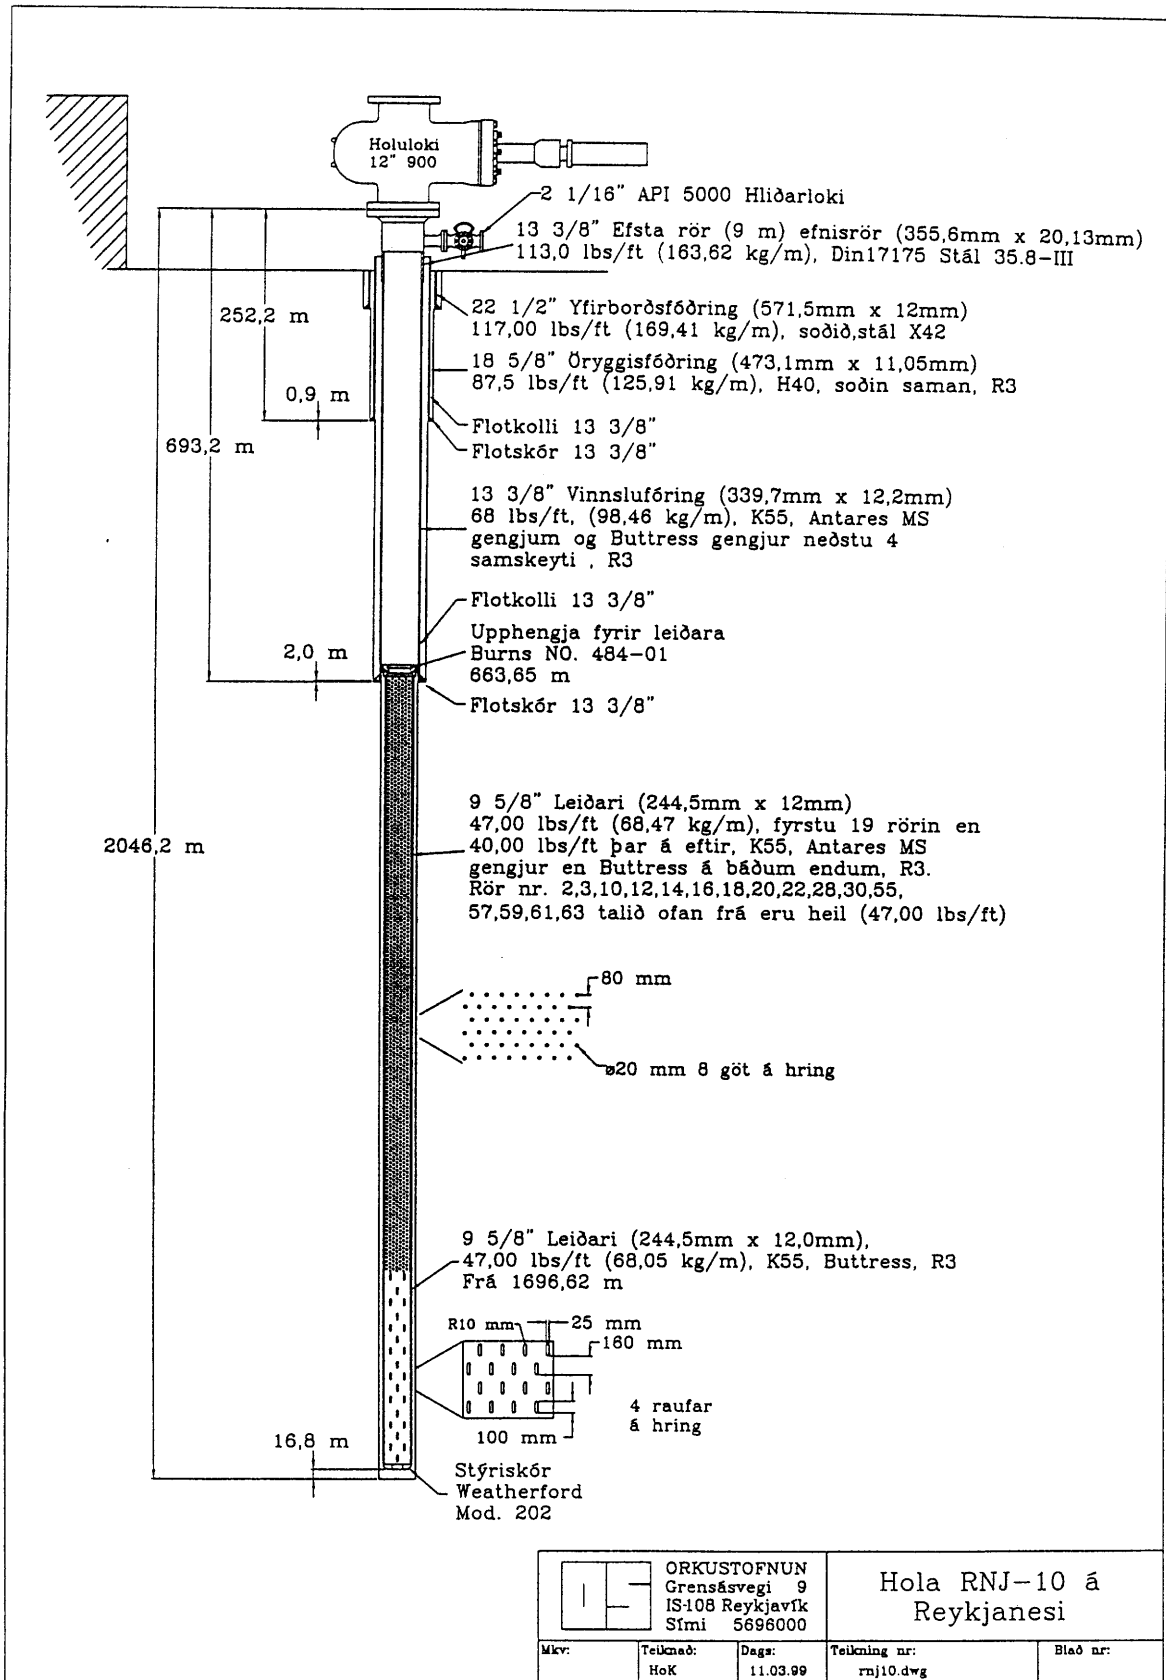 Holuloki
12" 900
2 1/16" API 5000 Hliðarloki
13 3/8" Efsta rör (9 m) efnisrör (355,6mm x 20,13mm)
113,0 lbs/ft (163,62 kg/m), Din17175 Stál 35.8-III
252,2 m
22 1/2" Yfirborðsfóðring (571,5mm x 12mm)
117,00 lbs/ft (169,41 kg/m), soðið,stál X42
18 5/8" Öryggisfóðring (473,1mm x 11,05mm)
87,5 lbs/ft (125,91 kg/m), H40, soðin saman, R3
0,9 m
Flotkolli 13 3/8"
Flotskór 13 3/8"
693,2 m
13 3/8" Vinnslufóring (339,7mm x 12,2mm)
68 lbs/ft, (98,46 kg/m), K55, Antares MS
gengjum og Buttress gengjur neðstu 4
samskeyti , R3
Flotkolli 13 3/8"
Upphengja fyrir leiðara
Burns NO. 484-01
663,65 m
2,0 m
Flotskór 13 3/8"
2046,2 m
9 5/8" Leiðari (244,5mm x 12mm)
47,00 lbs/ft (68,47 kg/m), fyrstu 19 rörin en
40,00 lbs/ft þar á eftir, K55, Antares MS
gengjur en Buttress á báðum endum, R3.
Rör nr. 2,3,10,12,14,16,18,20,22,28,30,55,
57,59,61,63 talið ofan frá eru heil (47,00 lbs/ft)
80 mm
ø20 mm 8 göt á hring
9 5/8" Leiðari (244,5mm x 12,0mm),
47,00 lbs/ft (68,05 kg/m), K55, Buttress, R3
Frá 1696,62 m
R10 mm
25 mm
160 mm
4 raufar
á hring
100 mm
16,8 m
Stýriskór
Weatherford
Mod. 202
ORKUSTOFNUN
Grensásvegi 9
IS-108 Reykjavík
Sími 5696000
Hola RNJ-10 á
Reykjanesi
Mkv:
Teiknað:
HoK
Dags:
11.03.99
Teikning nr:
rnj10.dwg
Blað nr: